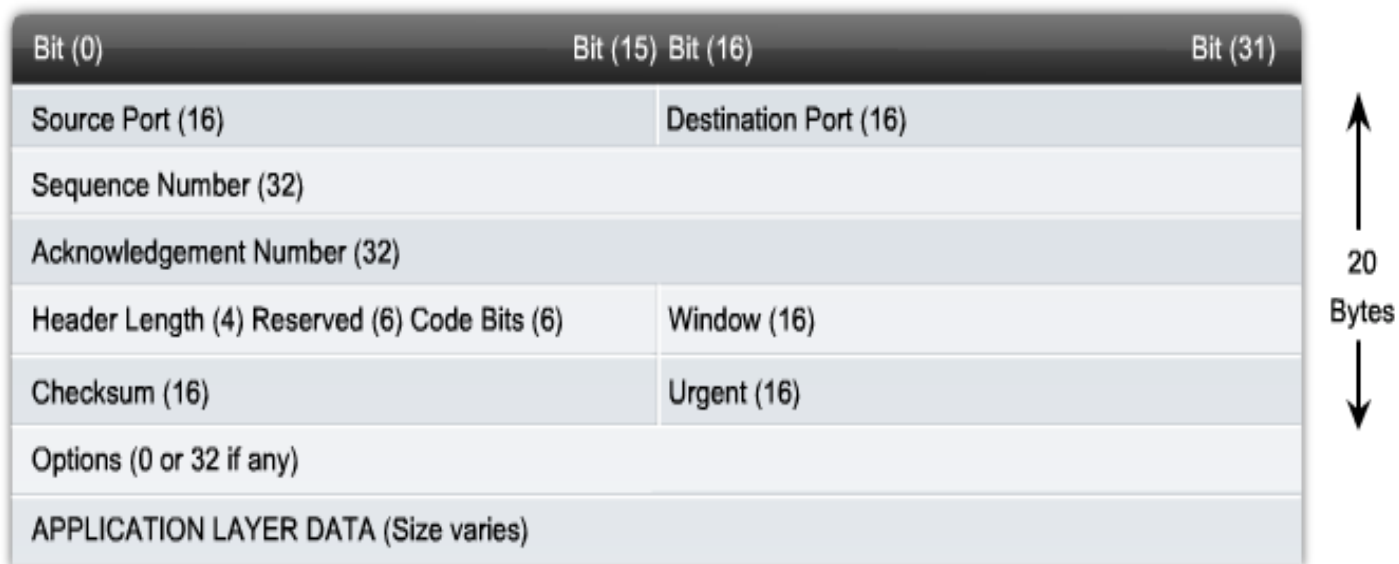 Bit (0) Bit (15) Bit (16) Bit (31)
Source Port (16) Destination Port (16)
Sequence Number (32)
Acknowledgement Number (32)
Header Length (4) Reserved (6) Code Bits (6) Window (16)
Checksum (16) Urgent (16)
Options (0 or 32 if any)
APPLICATION LAYER DATA (Size varies)
20
Bytes